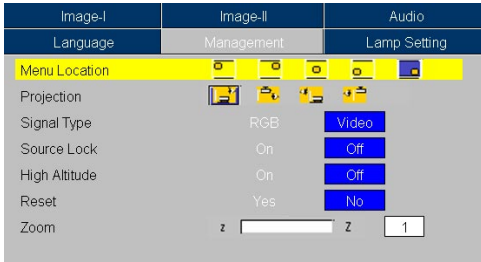 Image-I Image-II Audio
Language Management Lamp Setting
Menu Location
Projection
Signal Type RGB Video
Source Lock On Off
High Altitude On Off
Reset Yes No
Zoom z Z 1